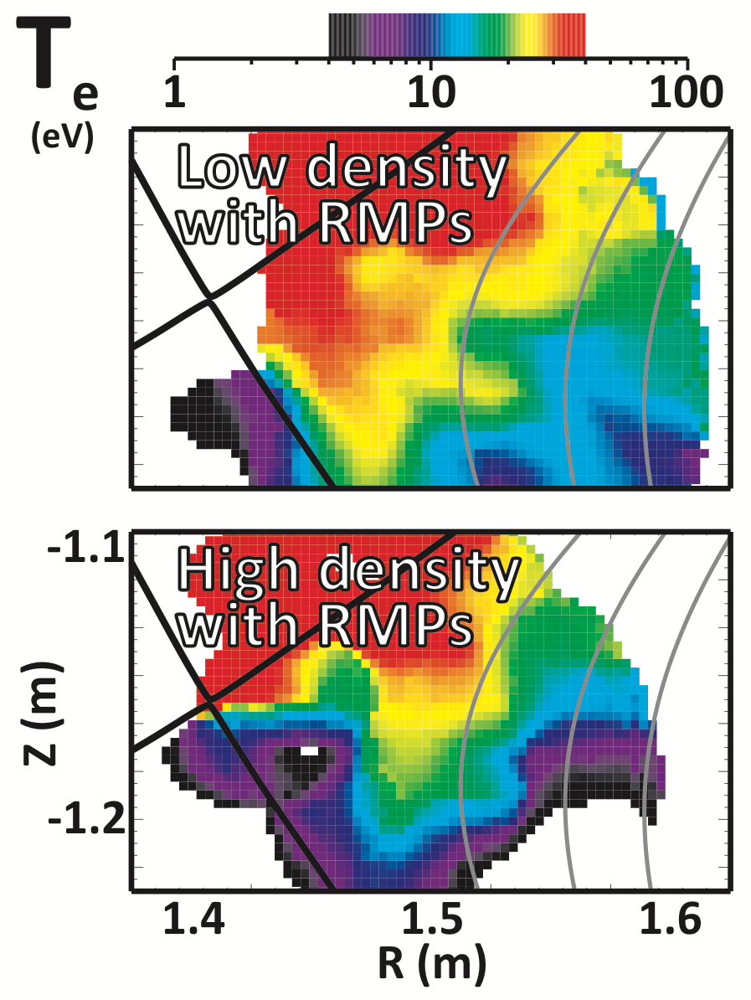 Te
(eV)
1 10 100
Low density
with RMPs
High density
with RMPs
-1.1
-1.2
Z (m)
1.4 1.5 1.6
R (m)